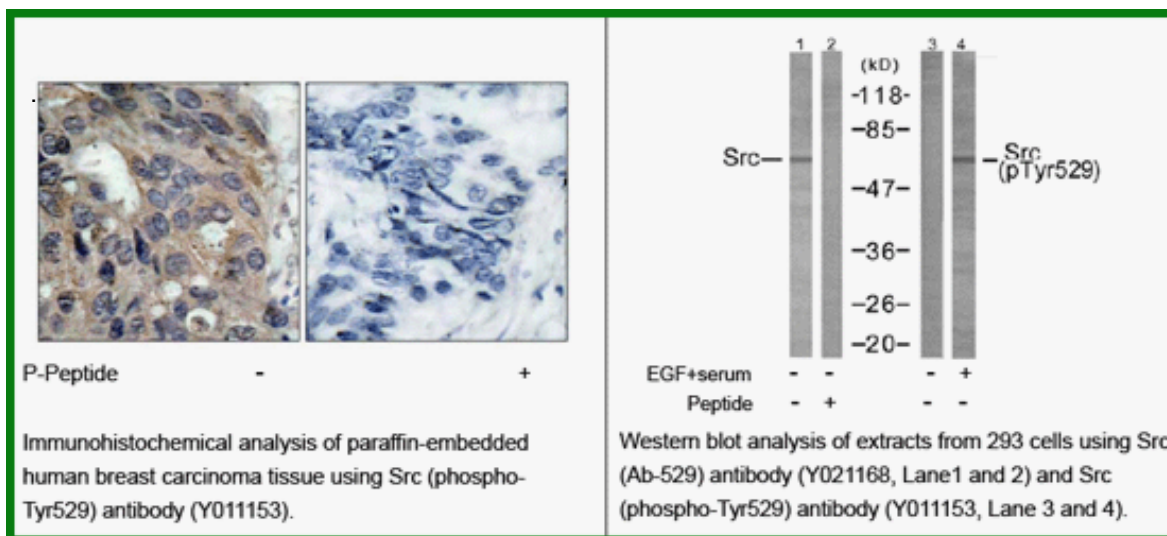 P-Peptide - +
Immunohistochemical analysis of paraffin-embedded
human breast carcinoma tissue using Src (phospho-
Tyr529) antibody (Y011153).
1 2 3 4
(kD)
-118-
-85-
Src— —Src
(pTyr529)
-47-
-36-
-26-
-20-
EGF+serum - - - +
Peptide - + - -
Western blot analysis of extracts from 293 cells using Src
(Ab-529) antibody (Y021168, Lane1 and 2) and Src
(phospho-Tyr529) antibody (Y011153, Lane 3 and 4).